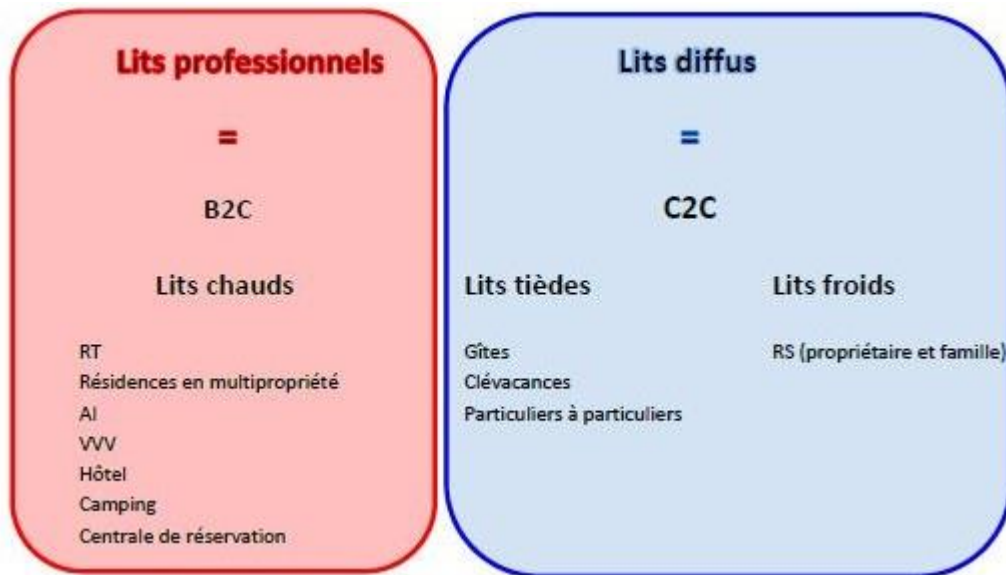 Lits professionnels
=
B2C
Lits chauds
RT
Résidences en multipropriété
AI
VVV
Hôtel
Camping
Centrale de réservation
Lits diffus
=
C2C
Lits tièdes
Gîtes
Clévacances
Particuliers à particuliers
Lits froids
RS (propriétaire et famille)